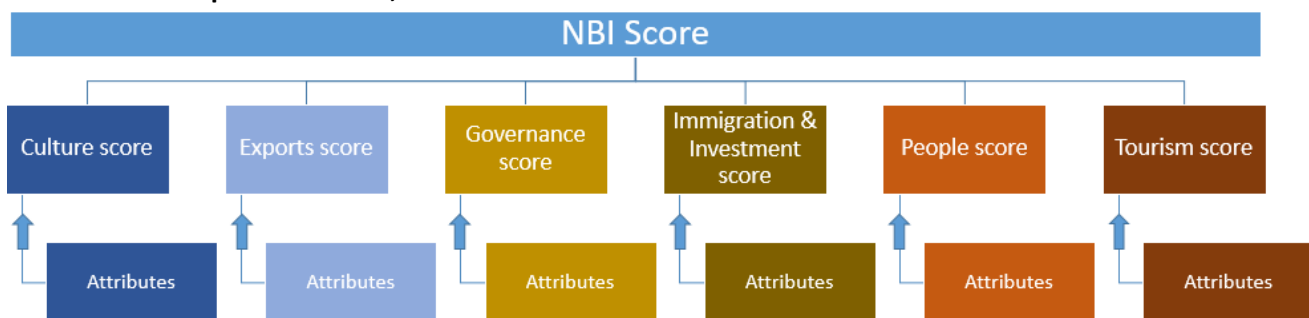 NBI Score
Culture score
Exports score
Governance
score
Immigration &
Investment
score
People score
Tourism score
Attributes
Attributes
Attributes
Attributes
Attributes
Attributes